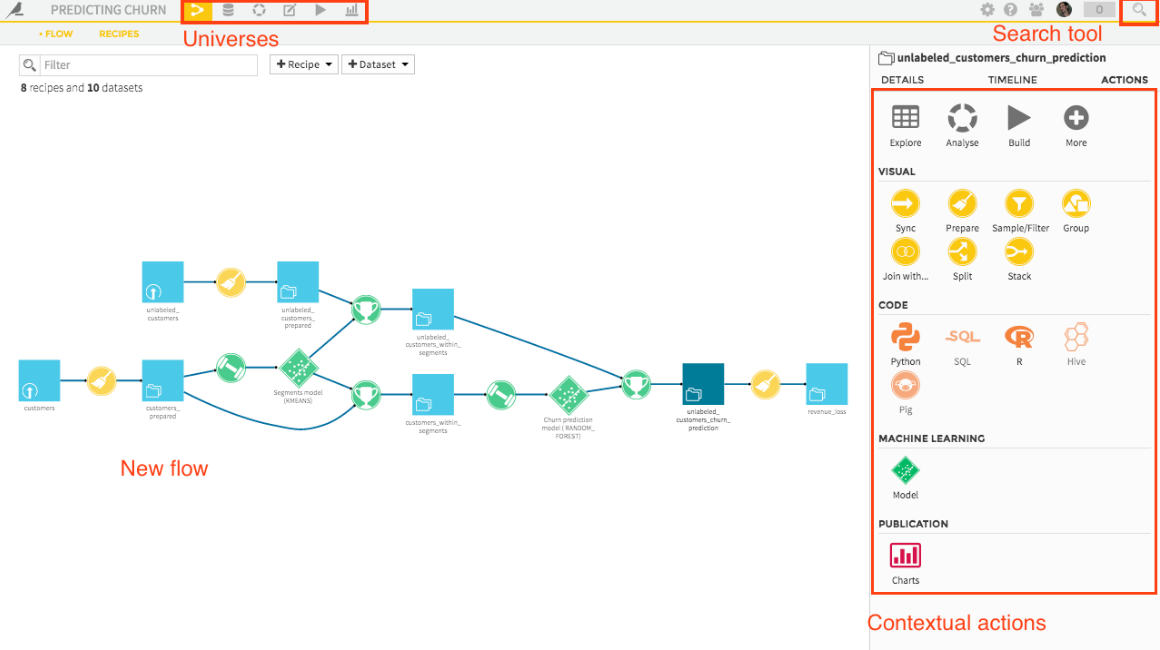 PREDICTING CHURN
0
FLOW
RECIPES
Universes
Search tool
Filter
Recipe
Dataset
8 recipes and 10 datasets
unlabeled_customers_churn_prediction
DETAILS
TIMELINE
ACTIONS
Explore
Analyse
Build
More
VISUAL
Sync
Prepare
Sample/Filter
Group
Join with...
Split
Stack
CODE
Python
SQL
SQL
R
R
Hive
Pig
MACHINE LEARNING
Model
PUBLICATION
Charts
Contextual actions
unlabeled_
customers
unlabeled_
customers_
prepared
unlabeled_
customers_within_
segments
customers
customers_
prepared
Segments model
(KMEANS)
customers_within_
segments
Churn prediction
model ( RANDOM_
FOREST)
unlabeled_
customers_churn_
prediction
revenue_loss
New flow